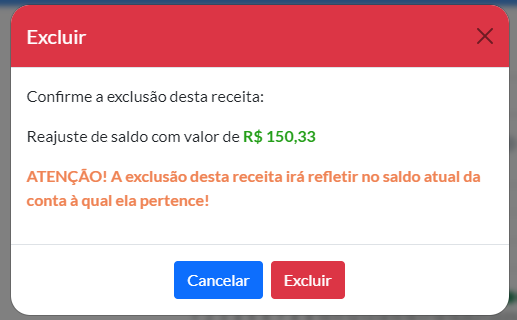 Excluir
Confirme a exclusão desta receita:
Reajuste de saldo com valor de R$ 150,33
ATENÇÃO! A exclusão desta receita irá refletir no saldo atual da
conta à qual ela pertence!
Cancelar Excluir